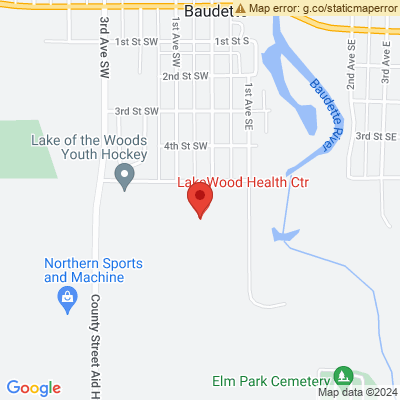 Baudett
Map error: g.co/staticmaperror
3rd Ave SW
1st St SW
1st St S
1st Ave SW
2nd St SW
3rd St SW
4th St SW
1st Ave SE
Baudette River
2nd Ave SE
3rd Ave E
3rd St SE
Lake of the Woods
Youth Hockey
LakeWood Health Ctr
Northern Sports
and Machine
County Street Aid H
Elm Park Cemetery
Google
Map data ©2024